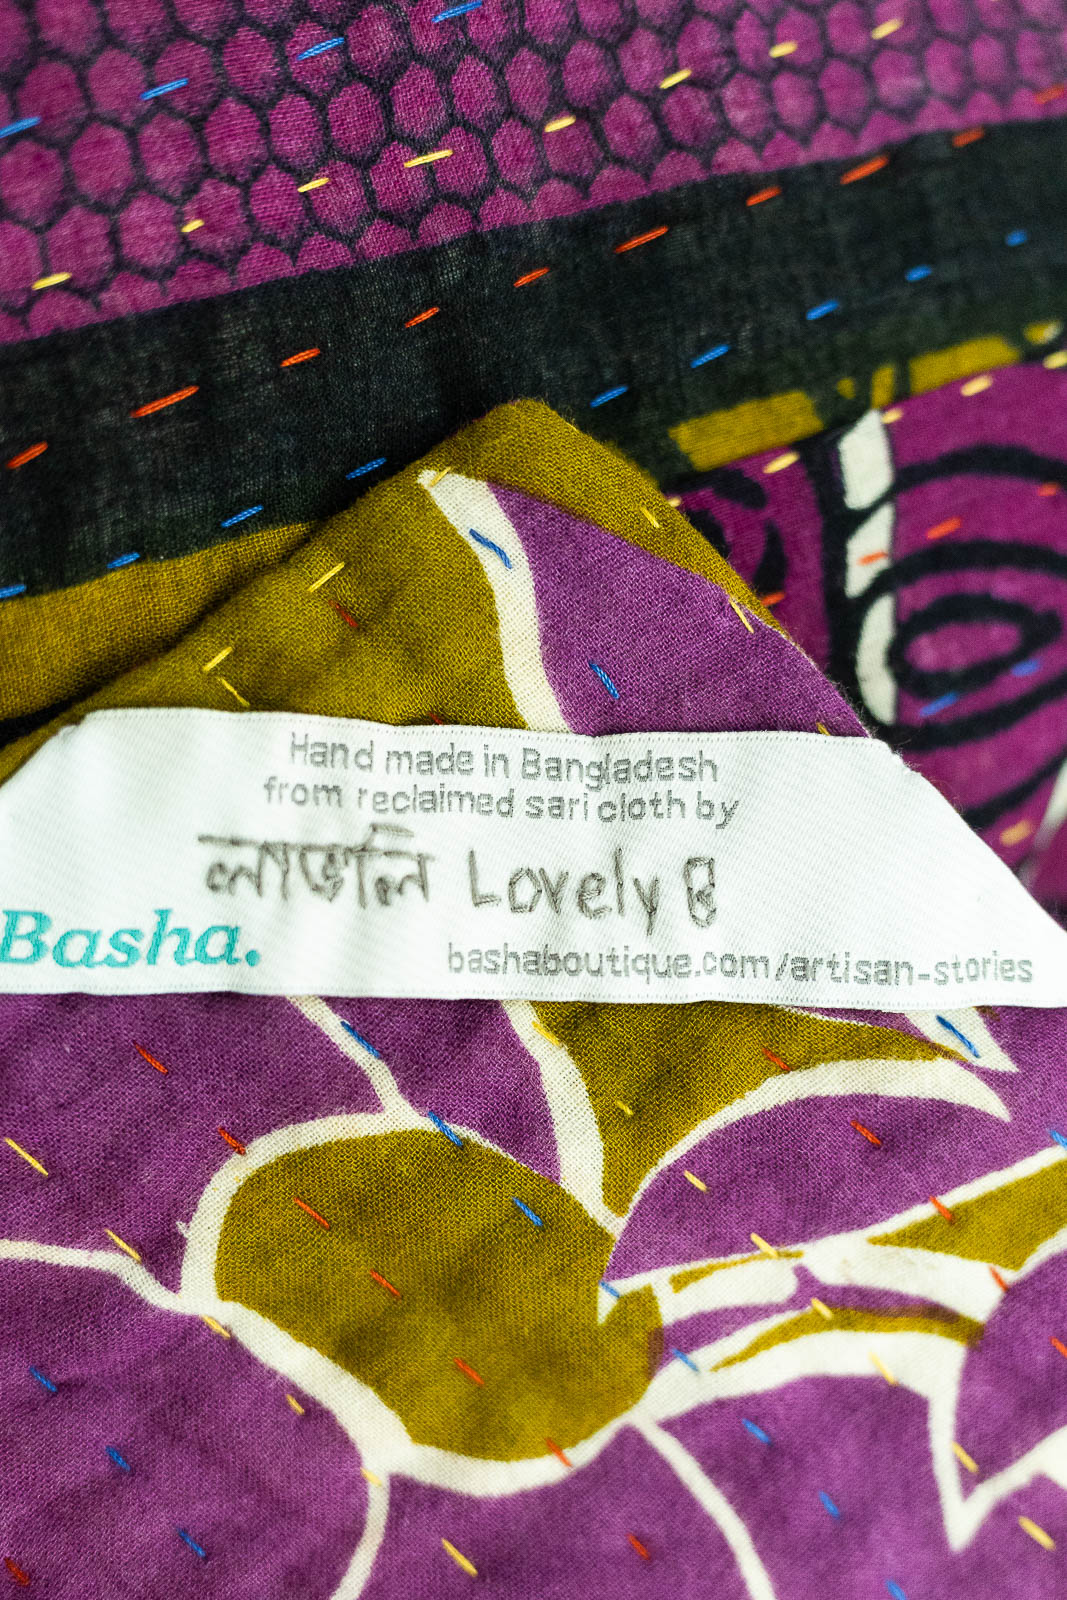 Hand made in Bangladesh
from reclaimed sari cloth by
লাভলি Lovely
Basha.
bashaboutique.com/artisan-stories